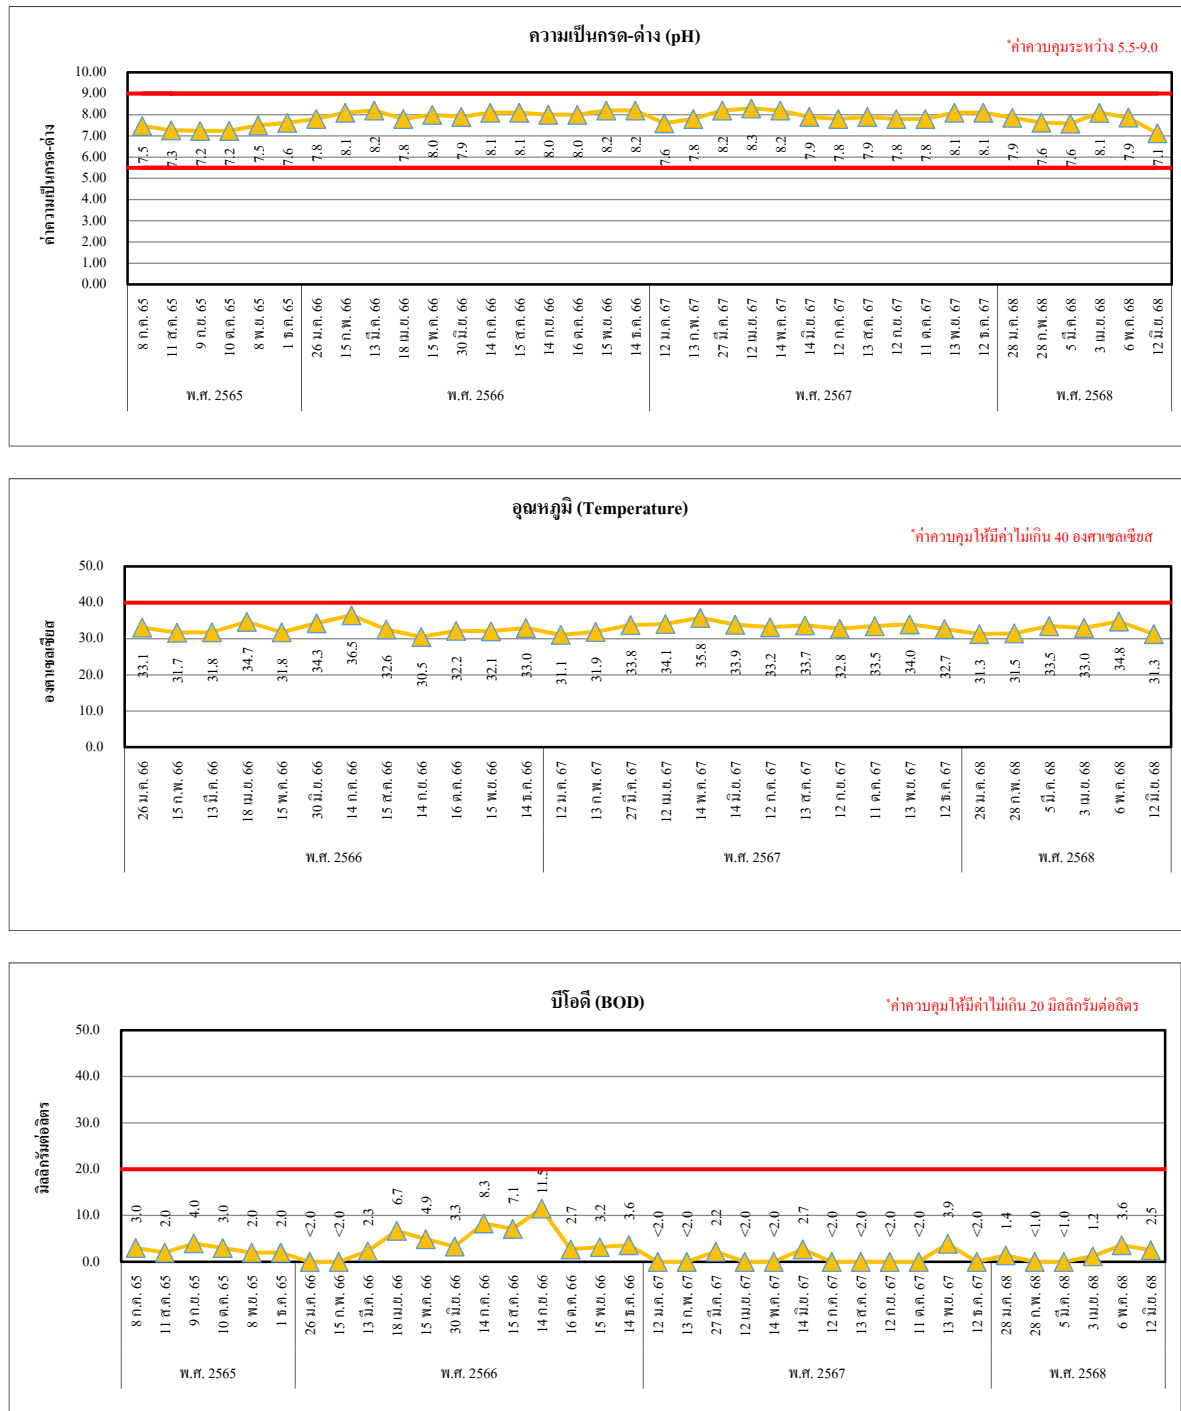 ความเป็นกรด-ด่าง (pH)
*ค่าควบคุมระหว่าง 5.5-9.0
ค่าความเป็นกรด-ด่าง
10.00
9.00
8.00
7.00
6.00
5.00
4.00
3.00
2.00
1.00
0.00
7.5 7.3 7.2 7.2 7.5 7.6 7.8 8.1 8.2 7.8 8.0 7.9 8.1 8.1 8.0 8.0 8.2 8.2 7.6 7.8 8.2 8.3 8.2 7.9 7.8 7.9 7.8 7.8 8.1 8.1 7.9 7.6 7.6 8.1 7.9 7.1
8 ก.ค. 65 11 ส.ค. 65 9 ก.ย. 65 10 ต.ค. 65 8 พ.ย. 65 1 ธ.ค. 65 26 ม.ค. 66 15 ก.พ. 66 13 มี.ค. 66 18 เม.ย. 66 15 พ.ค. 66 30 มิ.ย. 66 14 ก.ค. 66 15 ส.ค. 66 14 ก.ย. 66 16 ต.ค. 66 15 พ.ย. 66 14 ธ.ค. 66 12 ม.ค. 67 13 ก.พ. 67 27 มี.ค. 67 12 เม.ย. 67 14 พ.ค. 67 14 มิ.ย. 67 12 ก.ค. 67 13 ส.ค. 67 12 ก.ย. 67 11 ต.ค. 67 13 พ.ย. 67 12 ธ.ค. 67 28 ม.ค. 68 28 ก.พ. 68 5 มี.ค. 68 3 เม.ย. 68 6 พ.ค. 68 12 มิ.ย. 68
พ.ศ. 2565 พ.ศ. 2566 พ.ศ. 2567 พ.ศ. 2568
อุณหภูมิ (Temperature)
*ค่าควบคุมให้มีค่าไม่เกิน 40 องศาเซลเซียส
องศาเซลเซียส
50.0
40.0
30.0
20.0
10.0
0.0
33.1 31.7 31.8 34.7 31.8 34.3 36.5 32.6 30.5 32.2 32.1 33.0 31.1 31.9 33.8 34.1 35.8 33.9 33.2 33.7 32.8 33.5 34.0 32.7 31.3 31.5 33.5 33.0 34.8 31.3
26 ม.ค. 66 15 ก.พ. 66 13 มี.ค. 66 18 เม.ย. 66 15 พ.ค. 66 30 มิ.ย. 66 14 ก.ค. 66 15 ส.ค. 66 14 ก.ย. 66 16 ต.ค. 66 15 พ.ย. 66 14 ธ.ค. 66 12 ม.ค. 67 13 ก.พ. 67 27 มี.ค. 67 12 เม.ย. 67 14 พ.ค. 67 14 มิ.ย. 67 12 ก.ค. 67 13 ส.ค. 67 12 ก.ย. 67 11 ต.ค. 67 13 พ.ย. 67 12 ธ.ค. 67 28 ม.ค. 68 28 ก.พ. 68 5 มี.ค. 68 3 เม.ย. 68 6 พ.ค. 68 12 มิ.ย. 68
พ.ศ. 2566 พ.ศ. 2567 พ.ศ. 2568
บีโอดี (BOD)
*ค่าควบคุมให้มีค่าไม่เกิน 20 มิลลิกรัมต่อลิตร
มิลลิกรัมต่อลิตร
50.0
40.0
30.0
20.0
10.0
0.0
3.0 2.0 4.0 3.0 2.0 2.0 <2.0 <2.0 2.3 6.7 4.9 3.3 8.3 7.1 11.5 2.7 3.2 3.6 <2.0 <2.0 2.2 <2.0 <2.0 2.7 <2.0 <2.0 <2.0 <2.0 3.9 <2.0 1.4 <1.0 <1.0 1.2 3.6 2.5
8 ก.ค. 65 11 ส.ค. 65 9 ก.ย. 65 10 ต.ค. 65 8 พ.ย. 65 1 ธ.ค. 65 26 ม.ค. 66 15 ก.พ. 66 13 มี.ค. 66 18 เม.ย. 66 15 พ.ค. 66 30 มิ.ย. 66 14 ก.ค. 66 15 ส.ค. 66 14 ก.ย. 66 16 ต.ค. 66 15 พ.ย. 66 14 ธ.ค. 66 12 ม.ค. 67 13 ก.พ. 67 27 มี.ค. 67 12 เม.ย. 67 14 พ.ค. 67 14 มิ.ย. 67 12 ก.ค. 67 13 ส.ค. 67 12 ก.ย. 67 11 ต.ค. 67 13 พ.ย. 67 12 ธ.ค. 67 28 ม.ค. 68 28 ก.พ. 68 5 มี.ค. 68 3 เม.ย. 68 6 พ.ค. 68 12 มิ.ย. 68
พ.ศ. 2565 พ.ศ. 2566 พ.ศ. 2567 พ.ศ. 2568